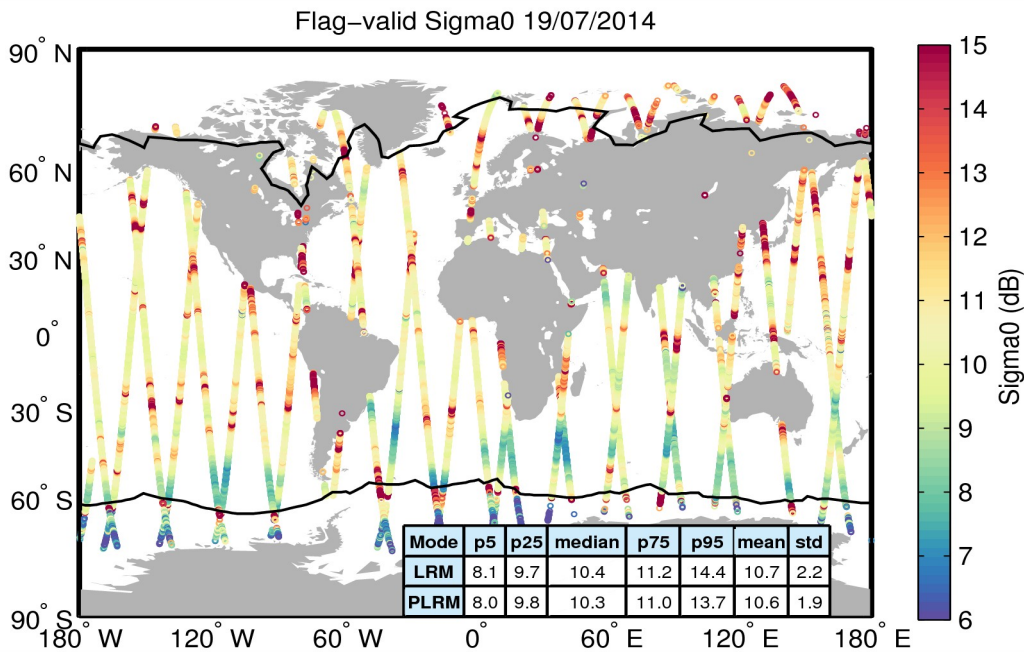 Flag−valid Sigma0 19/07/2014
90° N
60° N
30° N
0°
30° S
60° S
90° S
180° W
120° W
60° W
0°
60° E
120° E
180° E
Mode p5 p25 median p75 p95 mean std
LRM 8.1 9.7 10.4 11.2 14.4 10.7 2.2
PLRM 8.0 9.8 10.3 11.0 13.7 10.6 1.9
15
14
13
12
11
10
9
8
7
6
Sigma0 (dB)